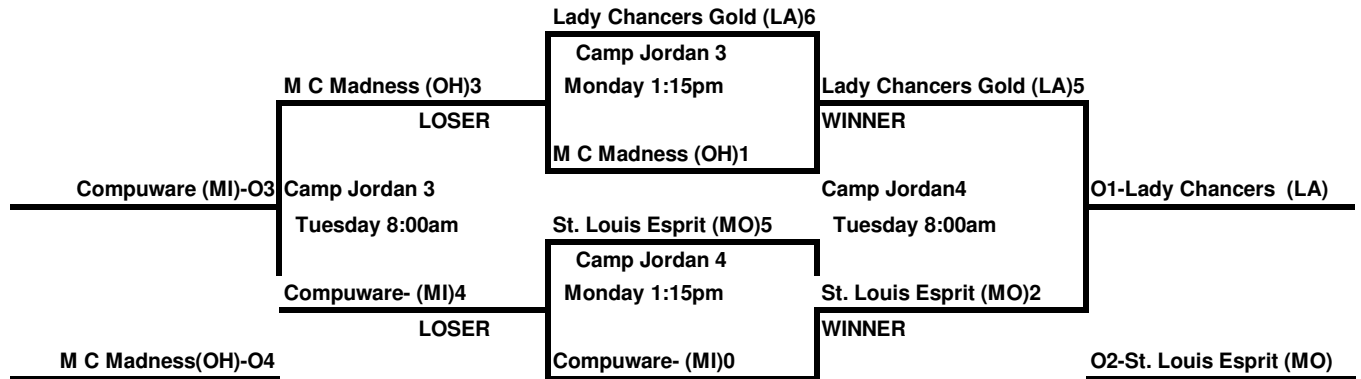 Lady Chancers Gold (LA)6
Camp Jordan 3
M C Madness (OH)3 Monday 1:15pm Lady Chancers Gold (LA)5
LOSER WINNER
M C Madness (OH)1
Compuware (MI)-O3 Camp Jordan 3 Camp Jordan4 O1-Lady Chancers (LA)
Tuesday 8:00am St. Louis Esprit (MO)5 Tuesday 8:00am
Camp Jordan 4
Compuware- (MI)4 Monday 1:15pm St. Louis Esprit (MO)2
LOSER WINNER
M C Madness(OH)-O4 Compuware- (MI)0 O2-St. Louis Esprit (MO)